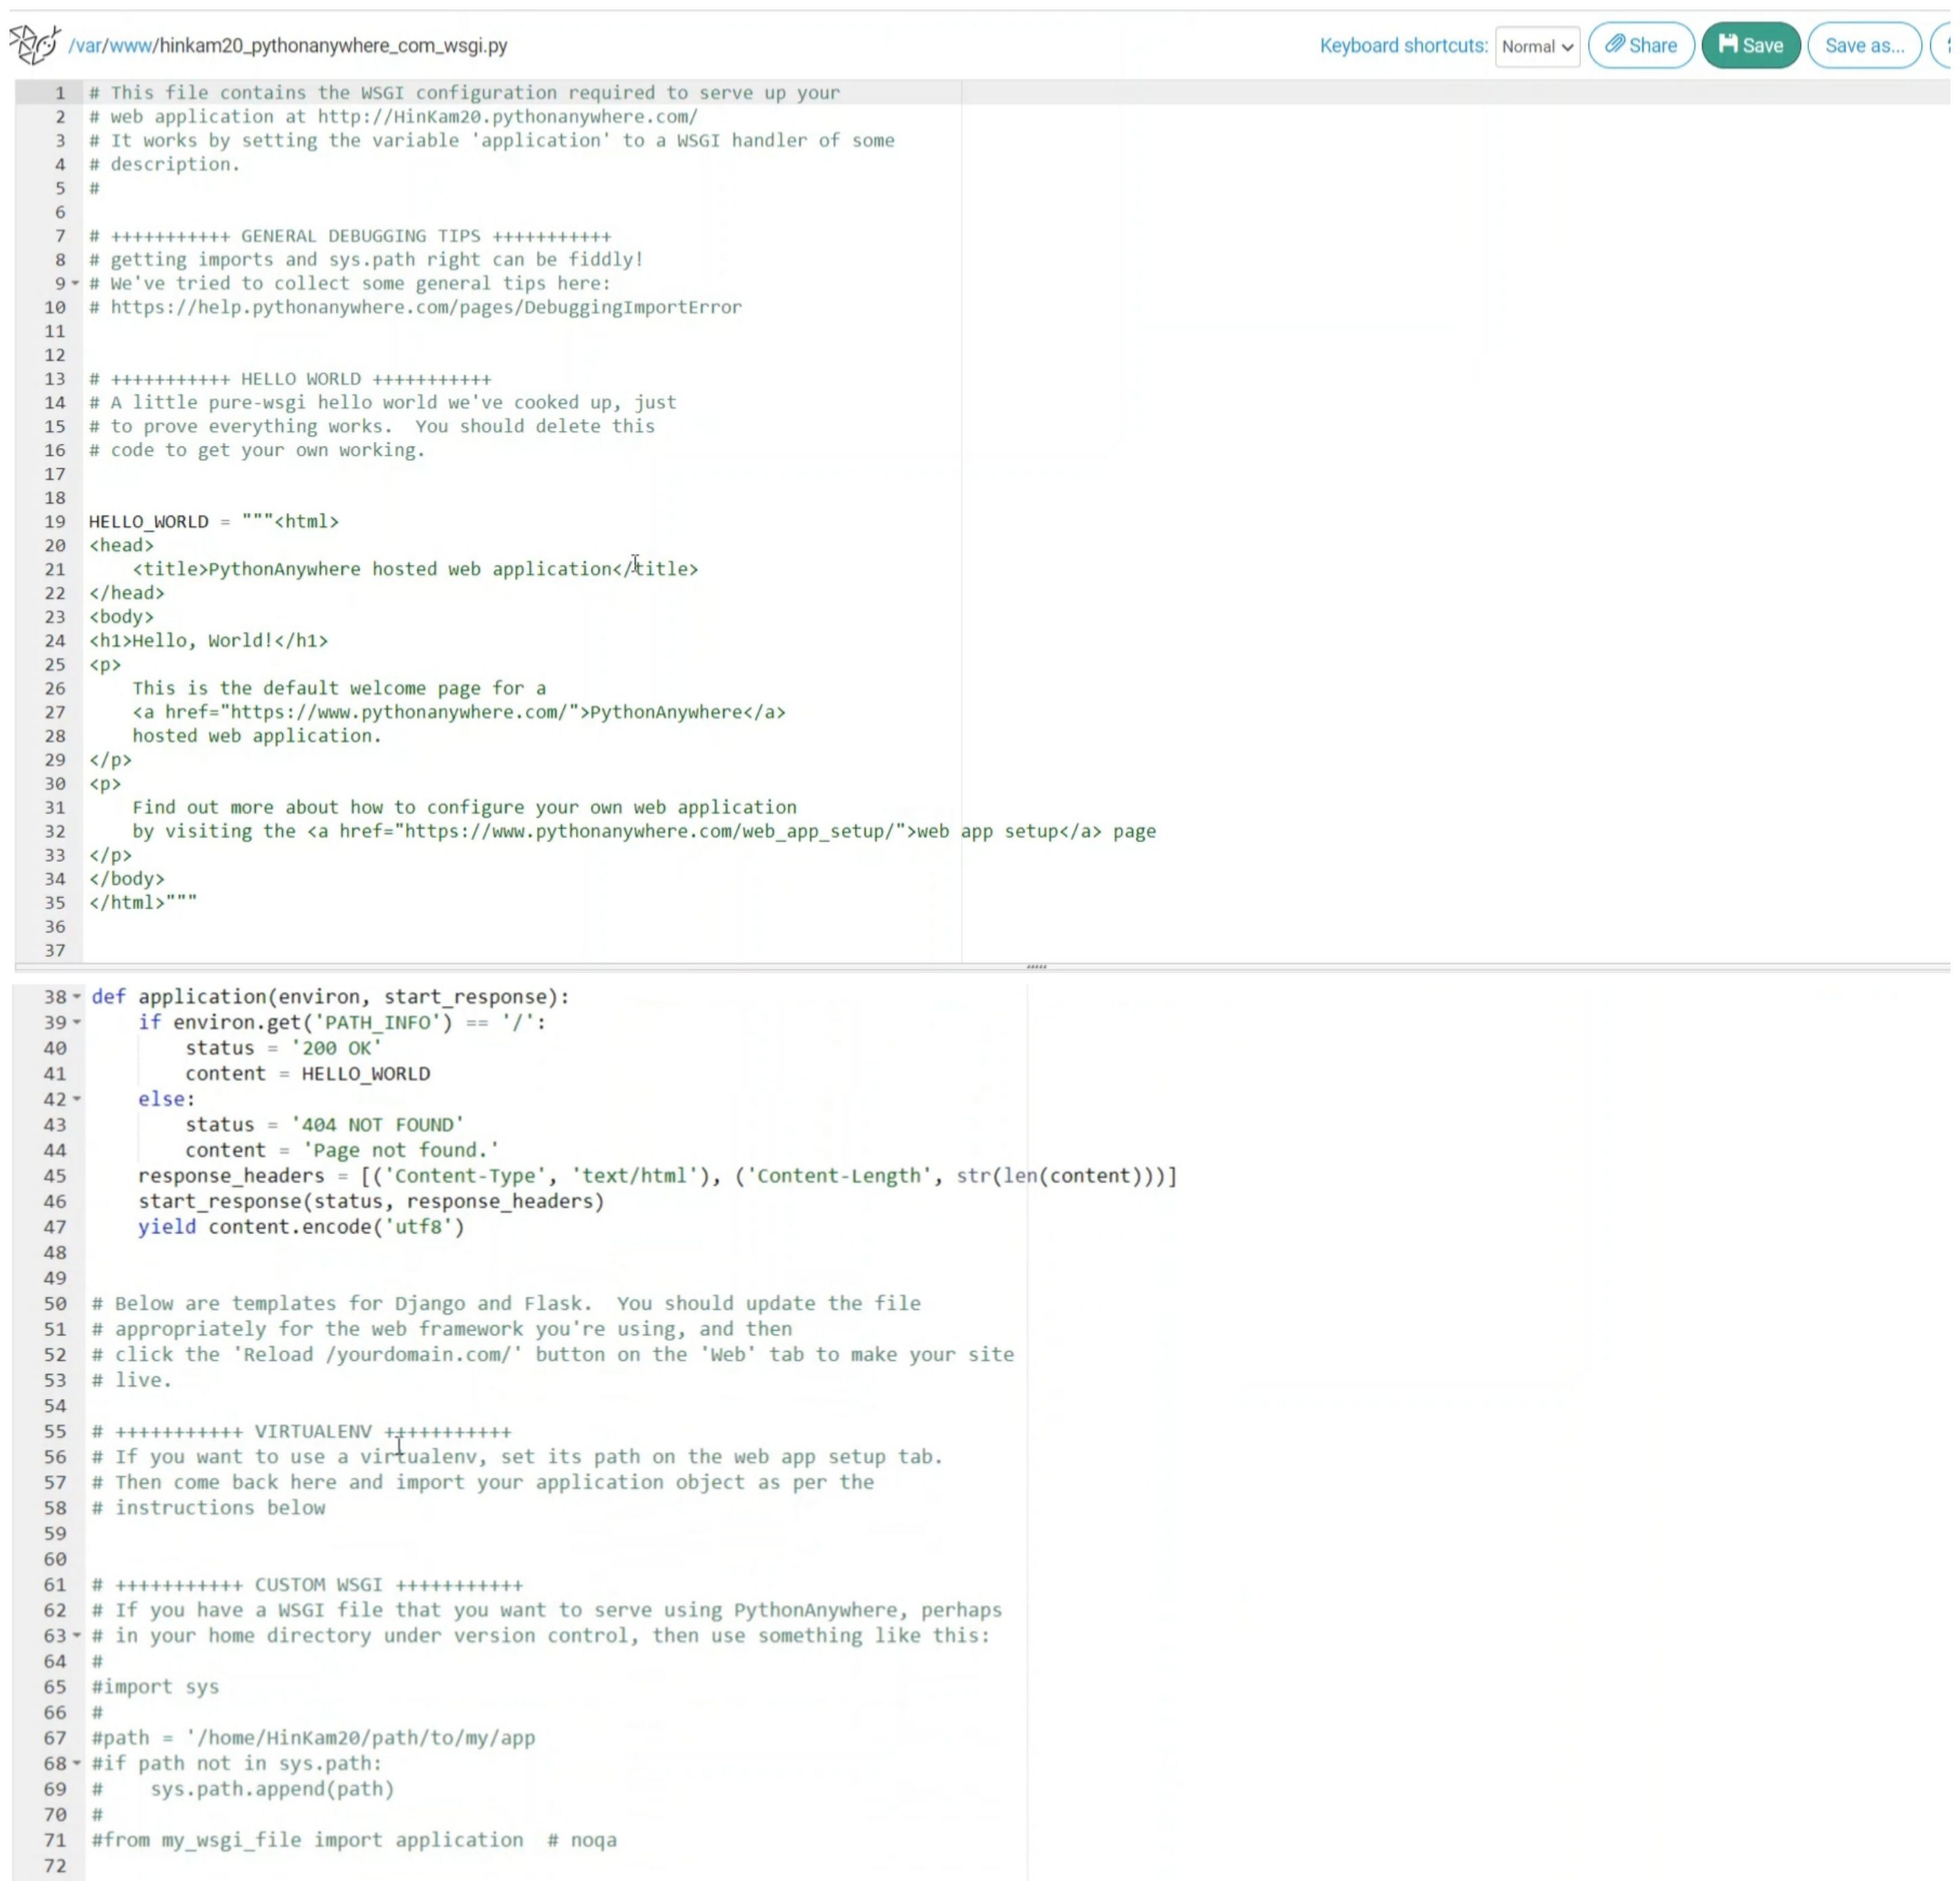 /var/www/hinkam20_pythonanywhere_com_wsgi.py Keyboard shortcuts: Normal Share Save Save as...
1 # This file contains the WSGI configuration required to serve up your
2 # web application at http://HinKam20.pythonanywhere.com/
3 # It works by setting the variable 'application' to a WSGI handler of some
4 # description.
5 #
6
7 # +++++++++++ GENERAL DEBUGGING TIPS +++++++++++
8 # getting imports and sys.path right can be fiddly!
9 # We've tried to collect some general tips here:
10 # https://help.pythonanywhere.com/pages/DebuggingImportError
11
12
13 # +++++++++++ HELLO WORLD +++++++++++
14 # A little pure-wsgi hello world we've cooked up, just
15 # to prove everything works.  You should delete this
16 # code to get your own working.
17
18
19 HELLO_WORLD = """<html>
20 <head>
21     <title>PythonAnywhere hosted web application</title>
22 </head>
23 <body>
24 <h1>Hello, World!</h1>
25 <p>
26     This is the default welcome page for a
27     <a href="https://www.pythonanywhere.com/">PythonAnywhere</a>
28     hosted web application.
29 </p>
30 <p>
31     Find out more about how to configure your own web application
32     by visiting the <a href="https://www.pythonanywhere.com/web_app_setup/">web app setup</a> page
33 </p>
34 </body>
35 </html>"""
36
37
38 def application(environ, start_response):
39     if environ.get('PATH_INFO') == '/':
40         status = '200 OK'
41         content = HELLO_WORLD
42     else:
43         status = '404 NOT FOUND'
44         content = 'Page not found.'
45     response_headers = [('Content-Type', 'text/html'), ('Content-Length', str(len(content)))]
46     start_response(status, response_headers)
47     yield content.encode('utf8')
48
49
50 # Below are templates for Django and Flask.  You should update the file
51 # appropriately for the web framework you're using, and then
52 # click the 'Reload /yourdomain.com/' button on the 'Web' tab to make your site
53 # live.
54
55 # +++++++++++ VIRTUALENV +++++++++++
56 # If you want to use a virtualenv, set its path on the web app setup tab.
57 # Then come back here and import your application object as per the
58 # instructions below
59
60
61 # +++++++++++ CUSTOM WSGI +++++++++++
62 # If you have a WSGI file that you want to serve using PythonAnywhere, perhaps
63 # in your home directory under version control, then use something like this:
64 #
65 #import sys
66 #
67 #path = '/home/HinKam20/path/to/my/app
68 #if path not in sys.path:
69 #    sys.path.append(path)
70 #
71 #from my_wsgi_file import application  # noqa
72